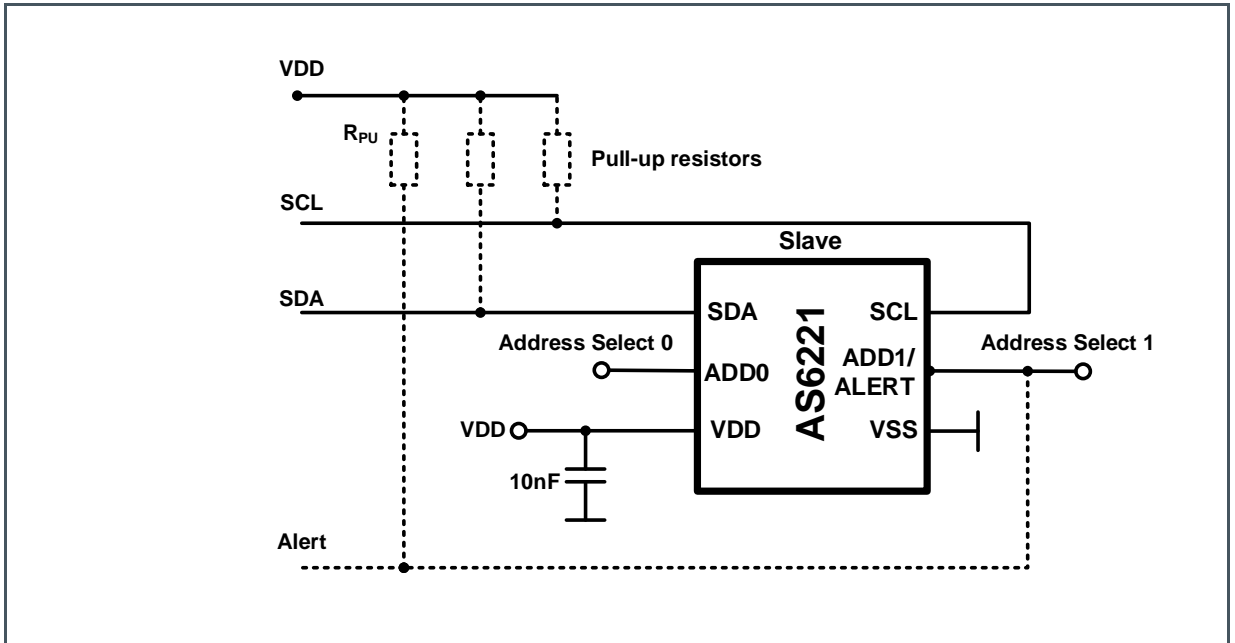 VDD
RPU
Pull-up resistors
SCL
Slave
SDA
SDA
SCL
Address Select 0
ADD0
ADD1/
ALERT
Address Select 1
AS6221
VDD
VDD
VSS
10nF
Alert